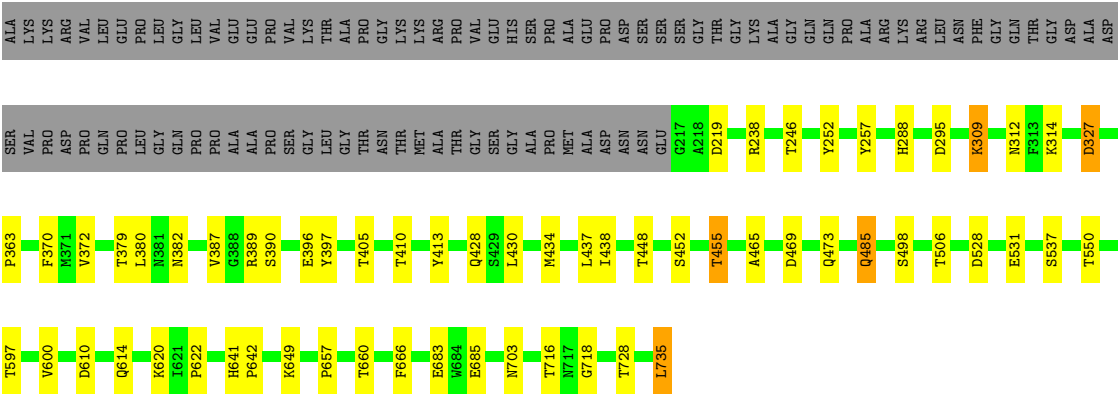 ALA LYS LYS ARG VAL LEU GLU PRO LEU GLY LEU VAL GLU GLU PRO VAL LYS THR ALA PRO GLY LYS LYS ARG PRO VAL GLU HIS SER PRO ALA GLU PRO ASP SER SER SER GLY THR GLY LYS ALA GLY GLN GLN PRO ALA ARG LYS ARG LEU ASN PHE GLY GLN THR GLY ASP ALA ASP
SER VAL PRO ASP PRO GLN PRO LEU GLY GLN PRO PRO ALA ALA PRO SER GLY LEU GLY THR ASN THR MET ALA THR GLY SER GLY ALA PRO MET ALA ASP ASN ASN GLU G217 A218 D219 R238 T246 Y252 Y257 H288 D295 K309 N312 F313 K314 D327
P363 F370 M371 V372 T379 L380 N381 N382 V387 G388 R389 S390 E396 Y397 T405 T410 Y413 Q428 S429 L430 M434 L437 I438 T448 S452 T455 A465 D469 Q473 Q485 S498 T506 D528 E531 S537 T550
T597 V600 D610 Q614 K620 I621 P622 H641 P642 K649 P657 T660 F666 E683 W684 E685 N703 T716 N717 G718 T728 L735